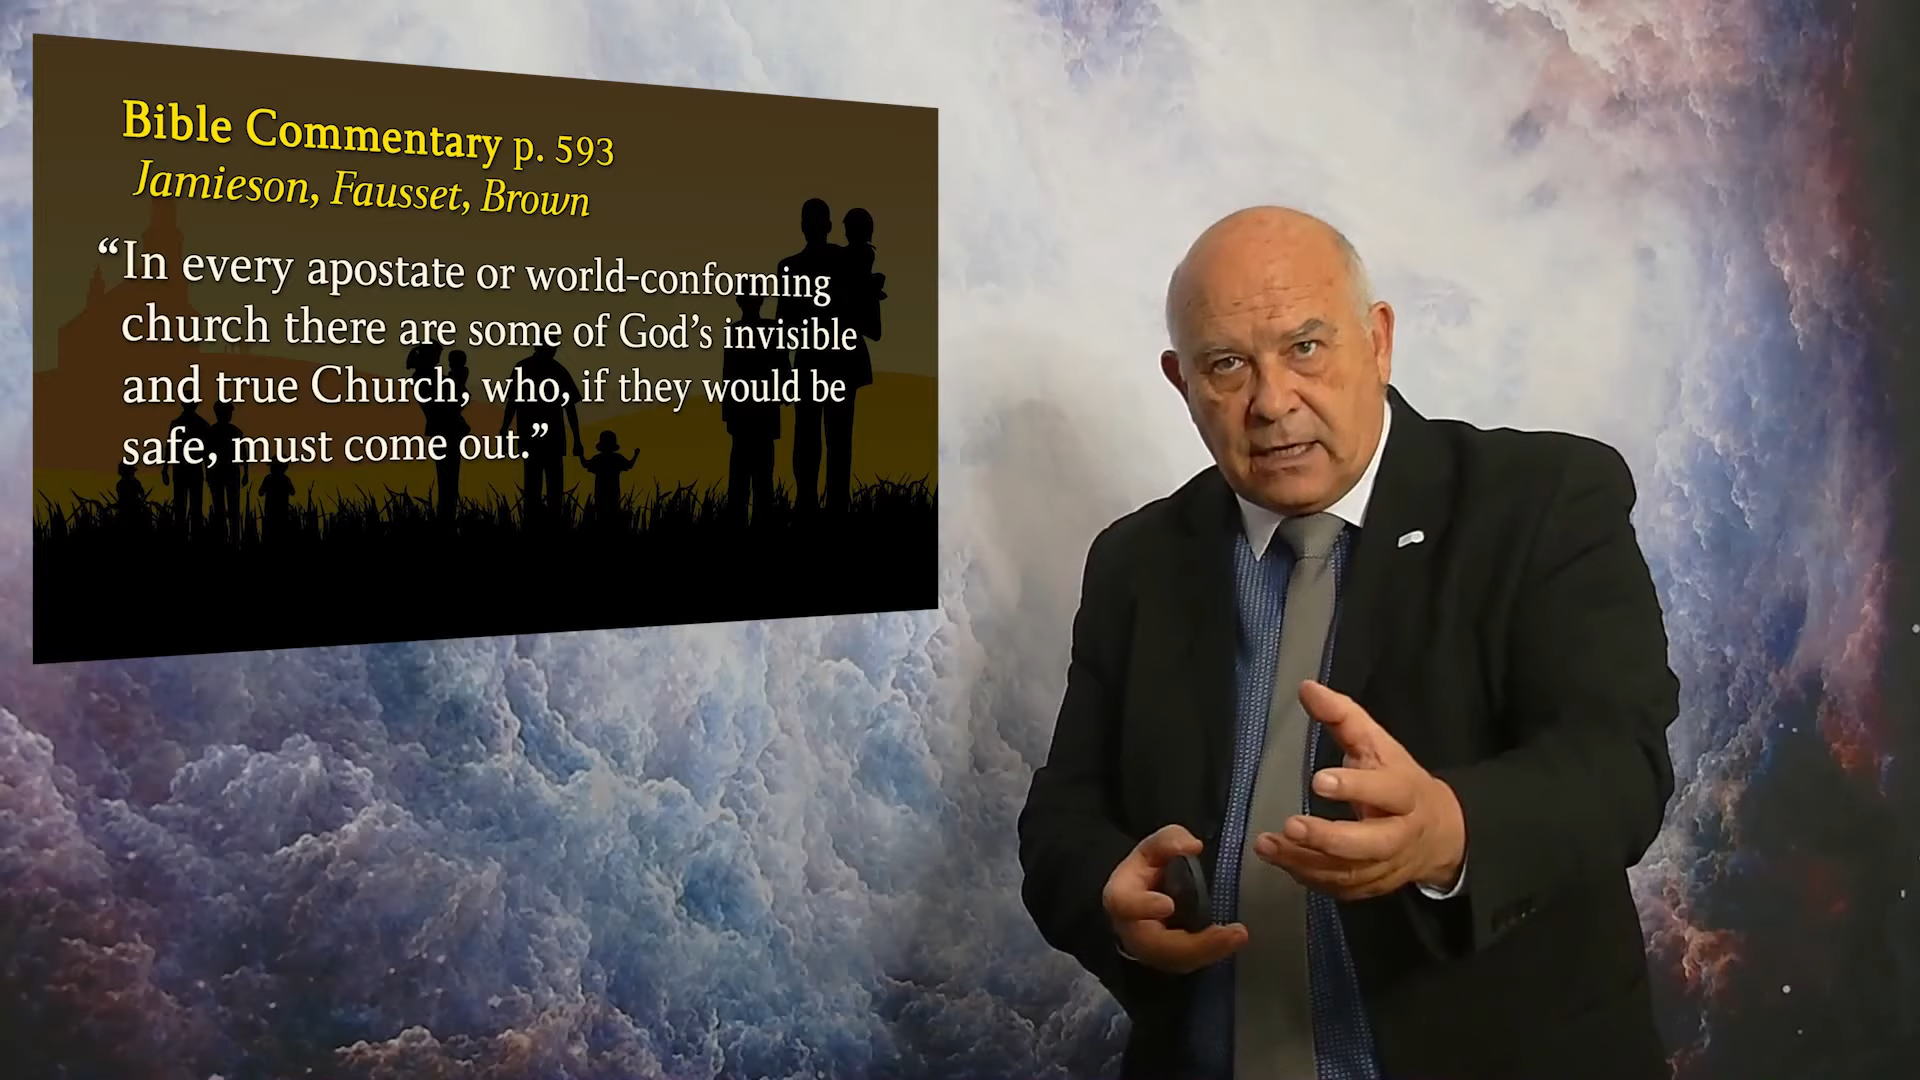 Bible Commentary p. 593
Jamieson, Fausset, Brown
“In every apostate or world-conforming
church there are some of God’s invisible
and true Church, who, if they would be
safe, must come out.”